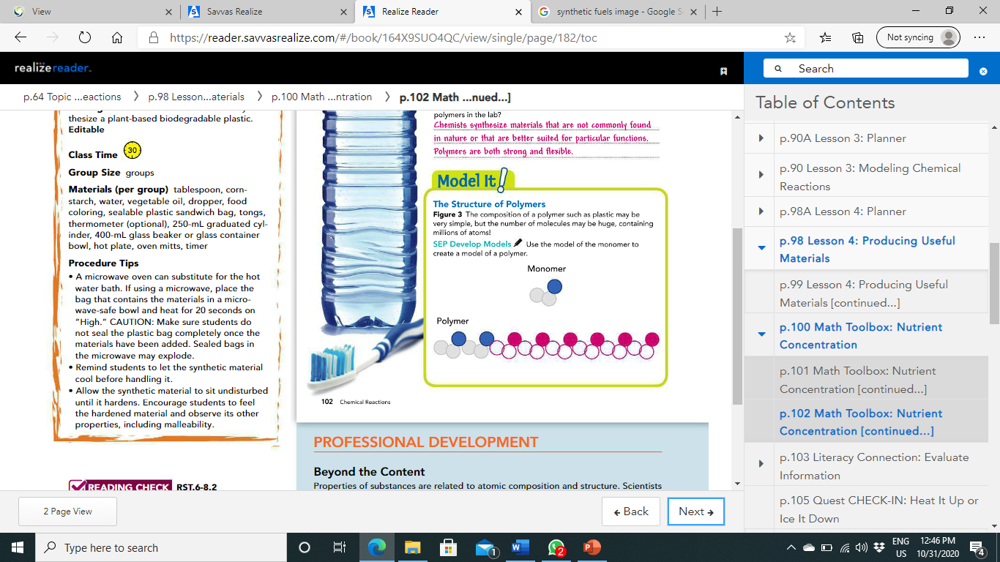 View
Savvas Realize
Realize Reader
synthetic fuels image - Google S
https://reader.savvasrealize.com/#/book/164X9SUO4QC/view/single/page/182/toc
Not syncing
realizereader.
Search
p.64 Topic ...eactions
p.98 Lesson...aterials
p.100 Math ...ntration
p.102 Math ...nued...]
thesize a plant-based biodegradable plastic.
Editable
Class Time 30
Group Size groups
Materials (per group) tablespoon, corn-
starch, water, vegetable oil, dropper, food
coloring, sealable plastic sandwich bag, tongs,
thermometer (optional), 250-mL graduated cyl-
inder, 400-mL glass beaker or glass container
bowl, hot plate, oven mitts, timer
Procedure Tips
• A microwave oven can substitute for the hot
water bath. If using a microwave, place the
bag that contains the materials in a micro-
wave-safe bowl and heat for 20 seconds on
“High.” CAUTION: Make sure students do
not seal the plastic bag completely once the
materials have been added. Sealed bags in
the microwave may explode.
• Remind students to let the synthetic material
cool before handling it.
• Allow the synthetic material to sit undisturbed
until it hardens. Encourage students to feel
the hardened material and observe its other
properties, including malleability.
READING CHECK RST.6-8.2
polymers in the lab?
Chemists synthesize materials that are not commonly found
in nature or that are better suited for particular functions.
Polymers are both strong and flexible.
Model It!
The Structure of Polymers
Figure 3 The composition of a polymer such as plastic may be
very simple, but the number of molecules may be huge, containing
millions of atoms!
SEP Develop Models Use the model of the monomer to
create a model of a polymer.
Monomer
Polymer
102 Chemical Reactions
PROFESSIONAL DEVELOPMENT
Beyond the Content
Properties of substances are related to atomic composition and structure. Scientists
Table of Contents
p.90A Lesson 3: Planner
p.90 Lesson 3: Modeling Chemical
Reactions
p.98A Lesson 4: Planner
p.98 Lesson 4: Producing Useful
Materials
p.99 Lesson 4: Producing Useful
Materials [continued...]
p.100 Math Toolbox: Nutrient
Concentration
p.101 Math Toolbox: Nutrient
Concentration [continued...]
p.102 Math Toolbox: Nutrient
Concentration [continued...]
p.103 Literacy Connection: Evaluate
Information
p.105 Quest CHECK-IN: Heat It Up or
Ice It Down
2 Page View
Back
Next
Type here to search
1
2
ENG
US
12:46 PM
10/31/2020
4